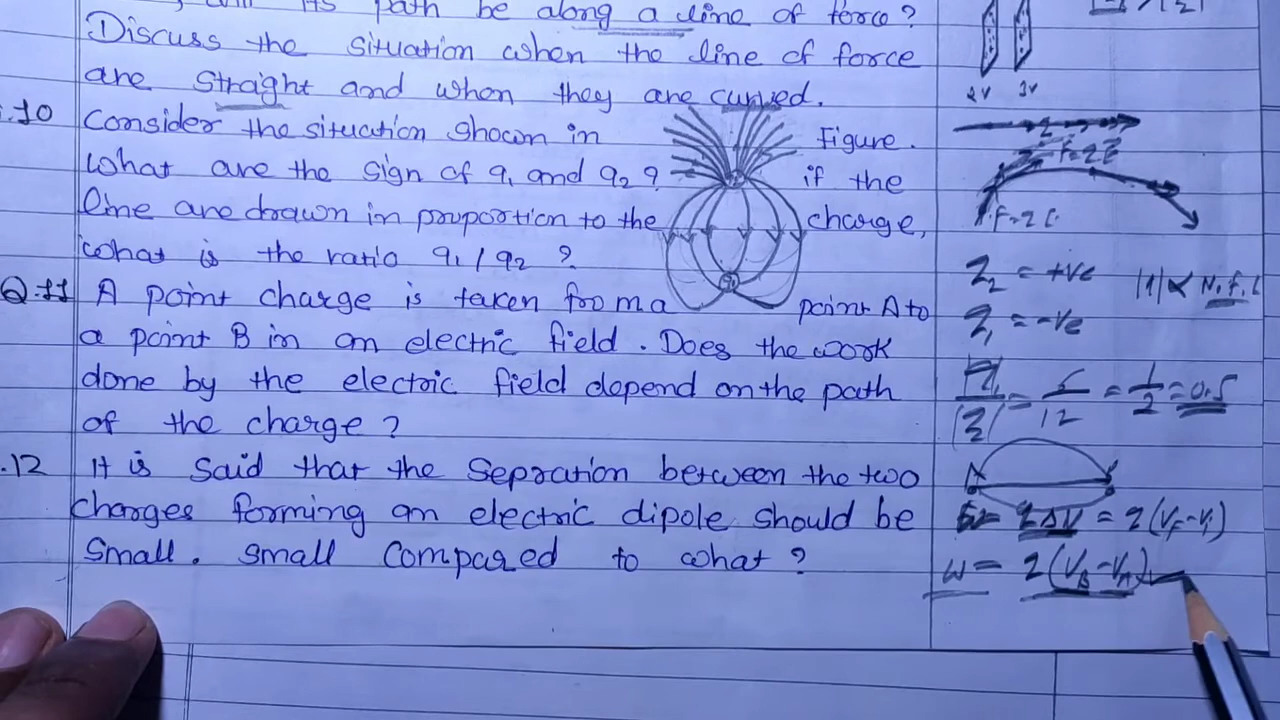 its path be along a line of force?
Discuss the situation when the line of force
are straight and when they are curved.
.10 Consider the situation shown in Figure.
What are the sign of q1 and q2? if the
line are drawn in proportion to the charge,
what is the ratio q1/q2 ?
Q.11 A point charge is taken from a point A to
a point B in an electric field. Does the work
done by the electric field depend on the path
of the charge?
.12 It is said that the Sepration between the two
charges forming an electric dipole should be
small. small compared to what?
2V 3V
F=2E
F=2E
q2 = +ve
q1 = -ve
N.F.L
12 = 1/2 = 0.5
A
2ΔV = 2(VF-Vi)
W = 2(VB-VA)